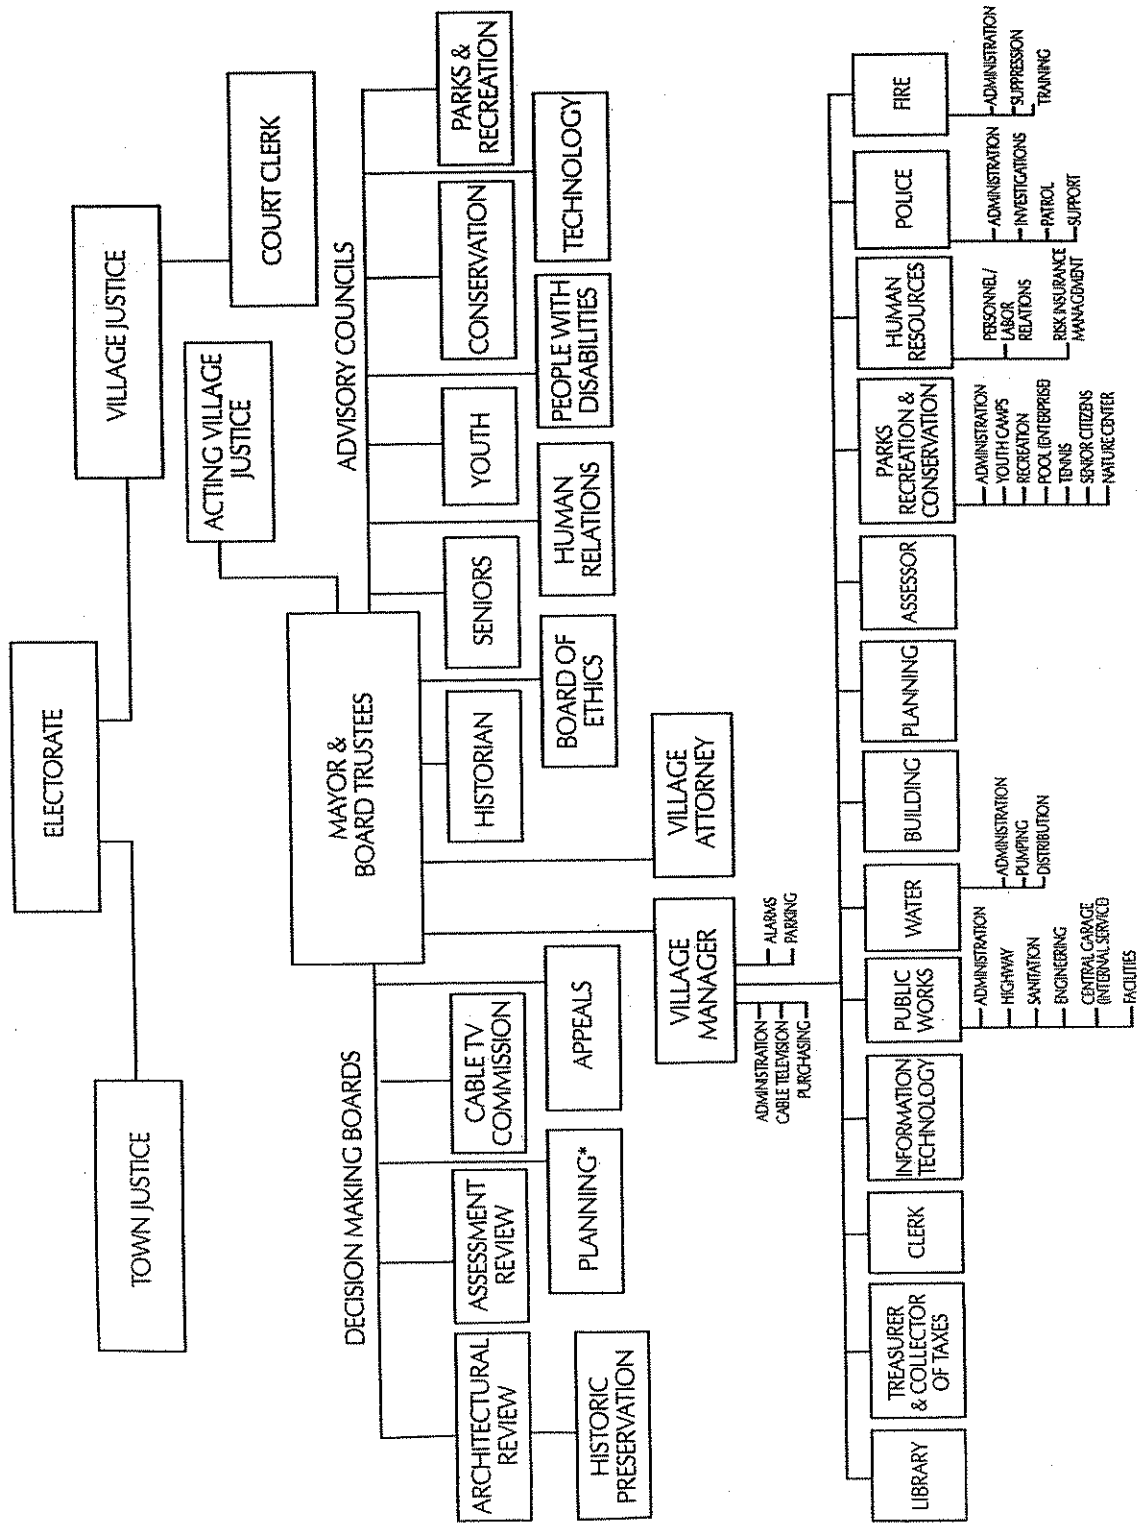 ELECTORATE
TOWN JUSTICE
VILLAGE JUSTICE
COURT CLERK
ACTING VILLAGE
JUSTICE
MAYOR &
BOARD TRUSTEES
DECISION MAKING BOARDS
ADVISORY COUNCILS
ARCHITECTURAL
REVIEW
ASSESSMENT
REVIEW
CABLE TV
COMMISSION
HISTORIC
PRESERVATION
PLANNING*
APPEALS
HISTORIAN
SENIORS
YOUTH
CONSERVATION
PARKS &
RECREATION
BOARD OF
ETHICS
HUMAN
RELATIONS
PEOPLE WITH
DISABILITIES
TECHNOLOGY
VILLAGE
MANAGER
VILLAGE
ATTORNEY
ADMINISTRATION
CABLE TELEVISION
PURCHASING
ALARMS
PARKING
LIBRARY
TREASURER
& COLLECTOR
OF TAXES
CLERK
INFORMATION
TECHNOLOGY
PUBLIC
WORKS
ADMINISTRATION
HIGHWAY
SANITATION
ENGINEERING
CENTRAL GARAGE
(INTERNAL SERVICE)
FACILITIES
WATER
ADMINISTRATION
PUMPING
DISTRIBUTION
BUILDING
PLANNING
ASSESSOR
PARKS
RECREATION &
CONSERVATION
ADMINISTRATION
YOUTH CAMPS
RECREATION
POOL (ENTERPRISE)
TENNIS
SENIOR CITIZENS
NATURE CENTER
HUMAN
RESOURCES
PERSONNEL/
LABOR
RELATIONS
RISK INSURANCE
MANAGEMENT
POLICE
ADMINISTRATION
INVESTIGATIONS
PATROL
SUPPORT
FIRE
ADMINISTRATION
SUPPRESSION
TRAINING